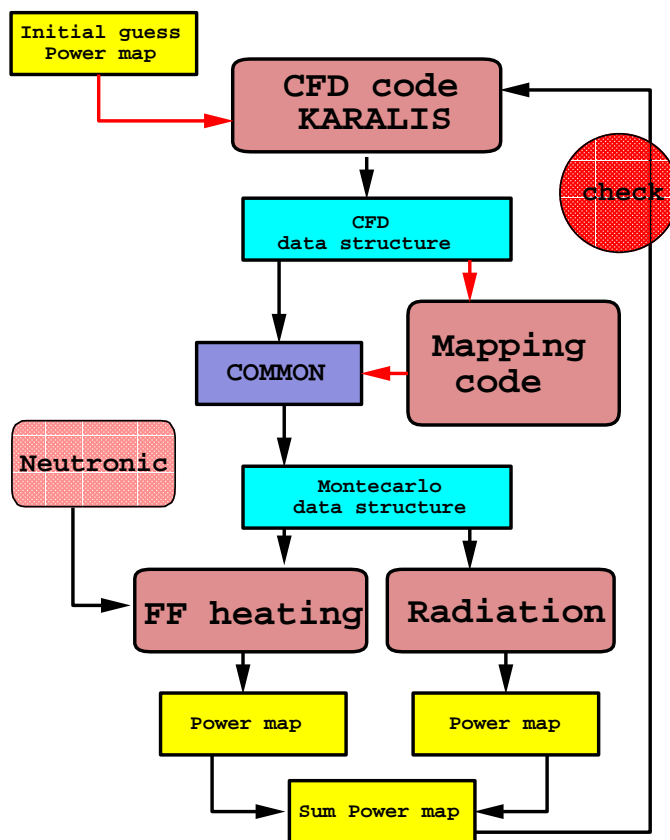 Initial guess
Power map
CFD code
KARALIS
check
CFD
data structure
Mapping
code
COMMON
Neutronic
Montecarlo
data structure
FF heating
Radiation
Power map
Power map
Sum Power map